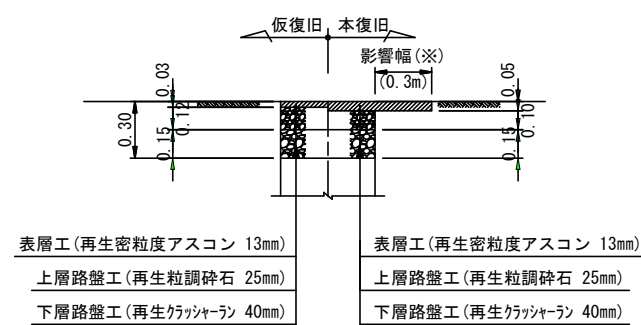 仮復旧 本復旧
影響幅(※)
(0.3m)
0.03
0.12
0.30
0.15
0.05
0.10
0.15
表層工(再生密粒度アスコン 13mm)
上層路盤工(再生粒調砕石 25mm)
下層路盤工(再生クラッシャーラン 40mm)
表層工(再生密粒度アスコン 13mm)
上層路盤工(再生粒調砕石 25mm)
下層路盤工(再生クラッシャーラン 40mm)